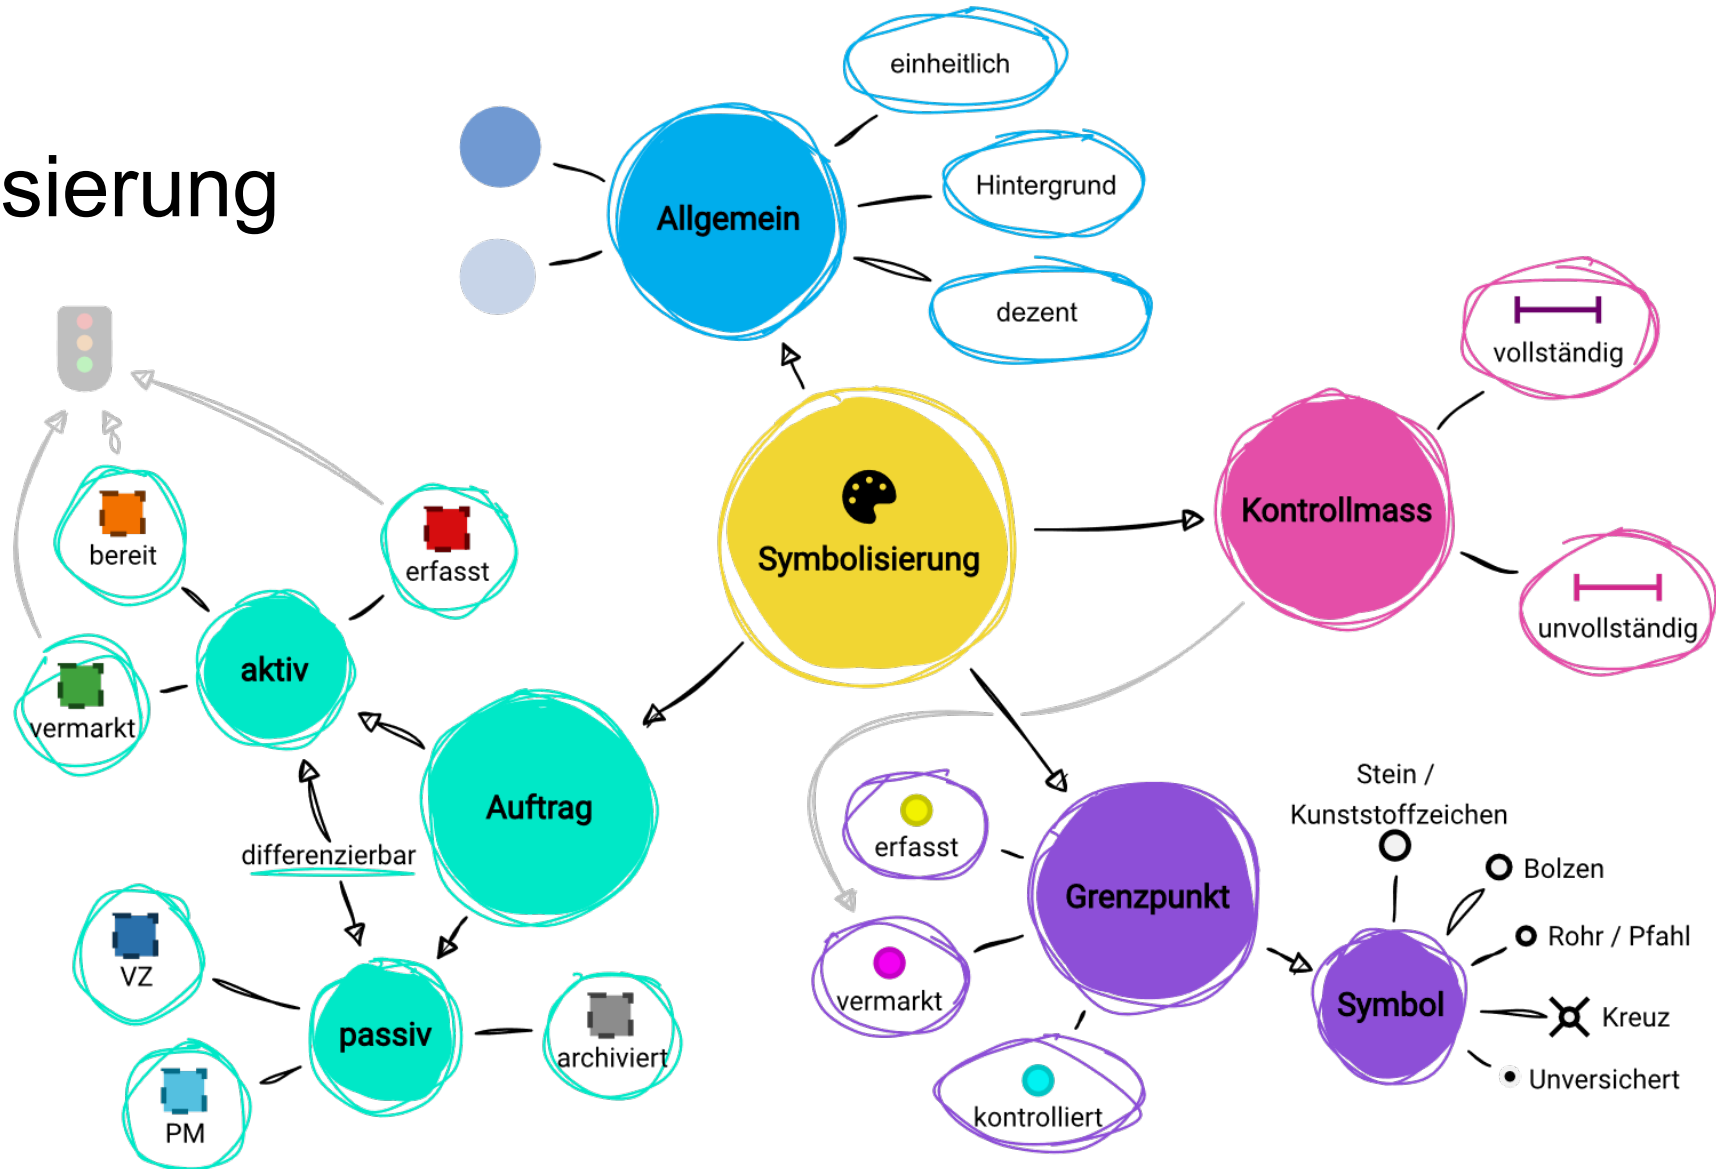 sierung
einheitlich
Hintergrund
dezent
Allgemein
Symbolisierung
Kontrollmass
vollständig
unvollständig
bereit
erfasst
vermarkt
aktiv
Auftrag
differenzierbar
passiv
VZ
PM
archiviert
Grenzpunkt
erfasst
vermarkt
kontrolliert
Symbol
Stein /
Kunststoffzeichen
Bolzen
Rohr / Pfahl
Kreuz
Unversichert